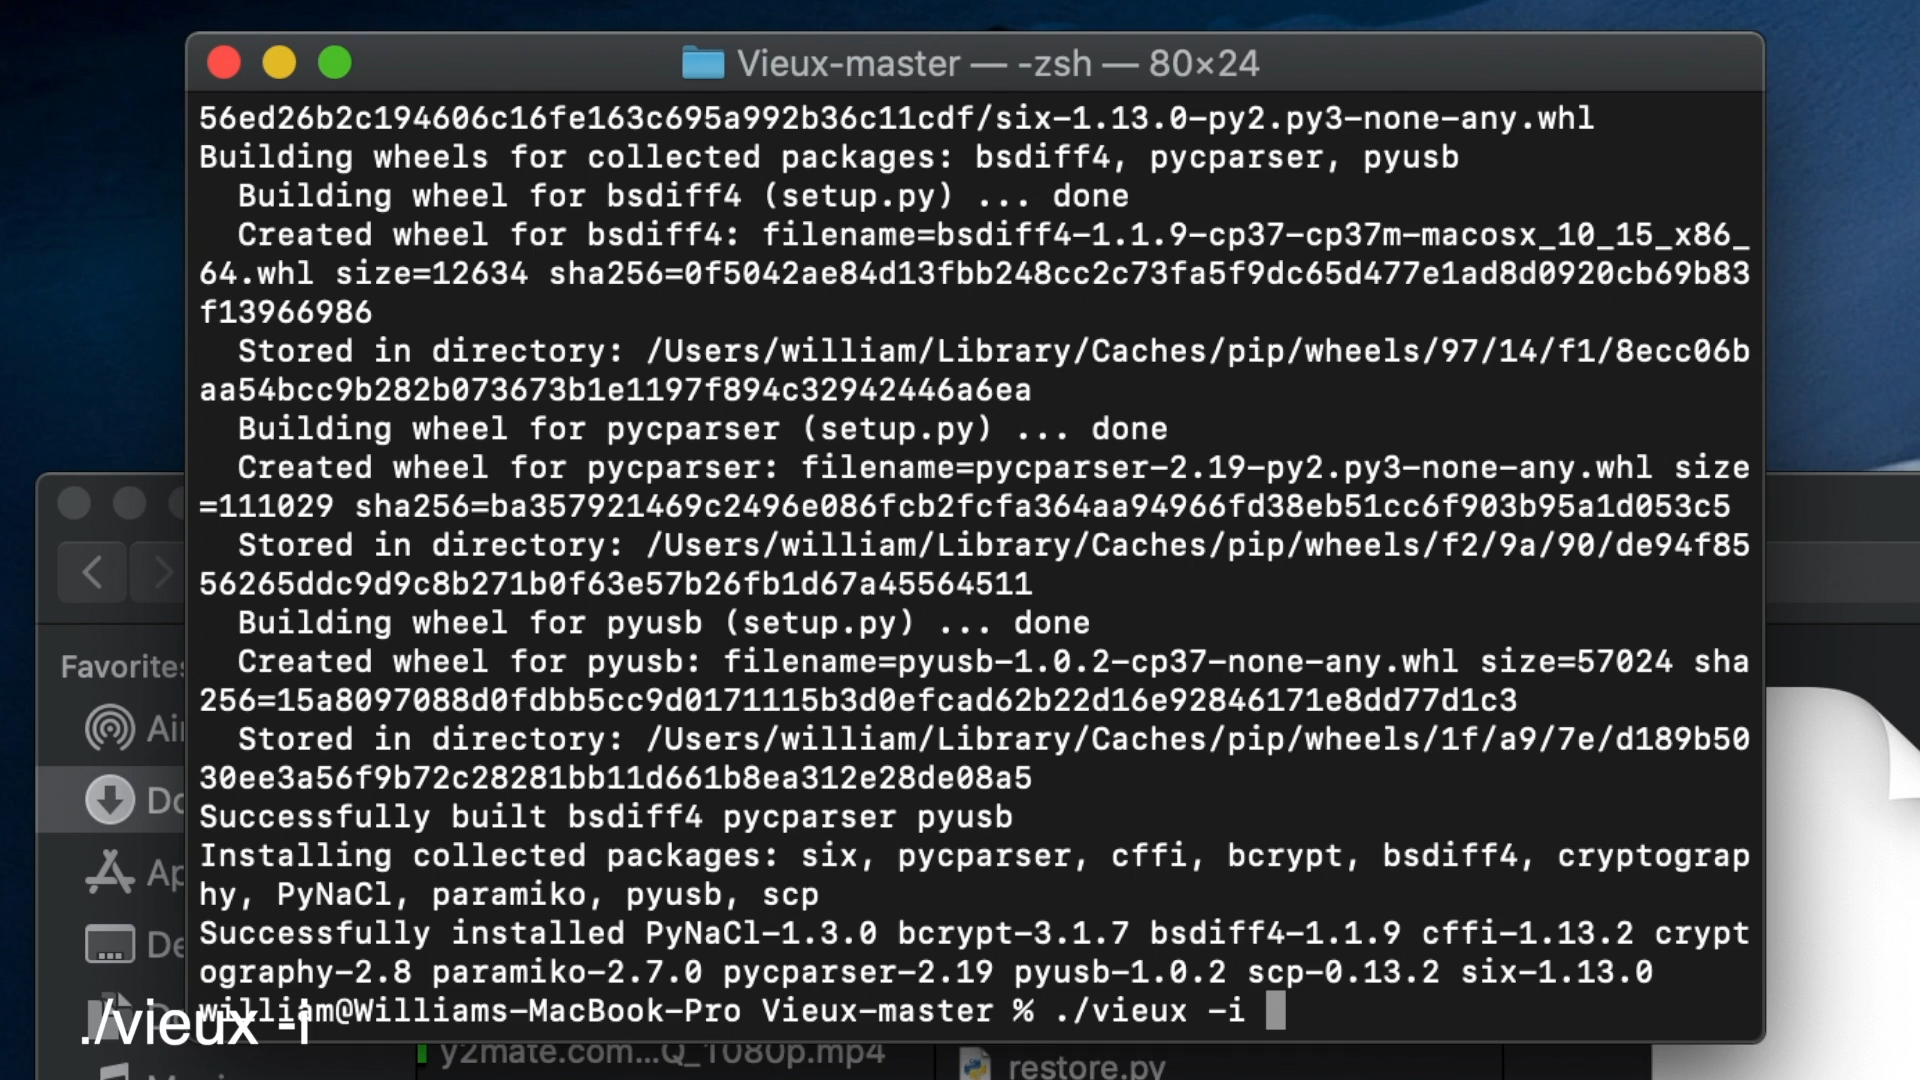 Vieux-master — -zsh — 80×24
56ed26b2c194606c16fe163c695a992b36c11cdf/six-1.13.0-py2.py3-none-any.whl
Building wheels for collected packages: bsdiff4, pycparser, pyusb
  Building wheel for bsdiff4 (setup.py) ... done
  Created wheel for bsdiff4: filename=bsdiff4-1.1.9-cp37-cp37m-macosx_10_15_x86_
64.whl size=12634 sha256=0f5042ae84d13fbb248cc2c73fa5f9dc65d477e1ad8d0920cb69b83
f13966986
  Stored in directory: /Users/william/Library/Caches/pip/wheels/97/14/f1/8ecc06b
aa54bcc9b282b073673b1e1197f894c32942446a6ea
  Building wheel for pycparser (setup.py) ... done
  Created wheel for pycparser: filename=pycparser-2.19-py2.py3-none-any.whl size
=111029 sha256=ba357921469c2496e086fcb2fcfa364aa94966fd38eb51cc6f903b95a1d053c5
  Stored in directory: /Users/william/Library/Caches/pip/wheels/f2/9a/90/de94f85
56265ddc9d9c8b271b0f63e57b26fb1d67a45564511
  Building wheel for pyusb (setup.py) ... done
  Created wheel for pyusb: filename=pyusb-1.0.2-cp37-none-any.whl size=57024 sha
256=15a8097088d0fdbb5cc9d0171115b3d0efcad62b22d16e92846171e8dd77d1c3
  Stored in directory: /Users/william/Library/Caches/pip/wheels/1f/a9/7e/d189b50
30ee3a56f9b72c28281bb11d661b8ea312e28de08a5
Successfully built bsdiff4 pycparser pyusb
Installing collected packages: six, pycparser, cffi, bcrypt, bsdiff4, cryptograp
hy, PyNaCl, paramiko, pyusb, scp
Successfully installed PyNaCl-1.3.0 bcrypt-3.1.7 bsdiff4-1.1.9 cffi-1.13.2 crypt
ography-2.8 paramiko-2.7.0 pycparser-2.19 pyusb-1.0.2 scp-0.13.2 six-1.13.0
william@Williams-MacBook-Pro Vieux-master % ./vieux -i
./vieux -i
Favorites
y2mate.com...Q_1080p.mp4
restore.py